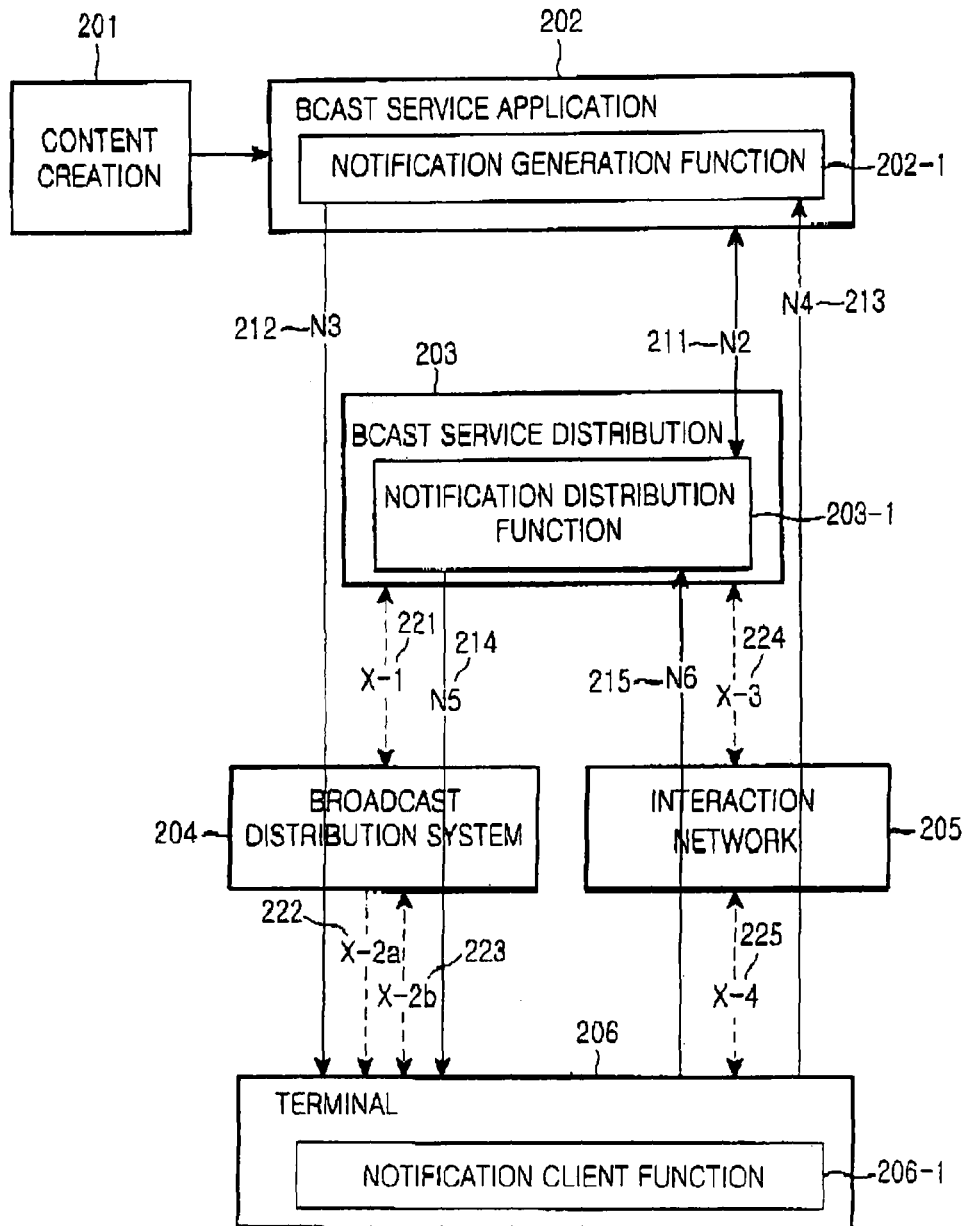 201
202
CONTENT
CREATION
BCAST SERVICE APPLICATION
NOTIFICATION GENERATION FUNCTION
202-1
212
N3
211
N2
N4
213
203
BCAST SERVICE DISTRIBUTION
NOTIFICATION DISTRIBUTION
FUNCTION
203-1
221
X-1
214
N5
215
N6
224
X-3
204
BROADCAST
DISTRIBUTION SYSTEM
INTERACTION
NETWORK
205
222
X-2a
223
X-2b
225
X-4
206
TERMINAL
NOTIFICATION CLIENT FUNCTION
206-1